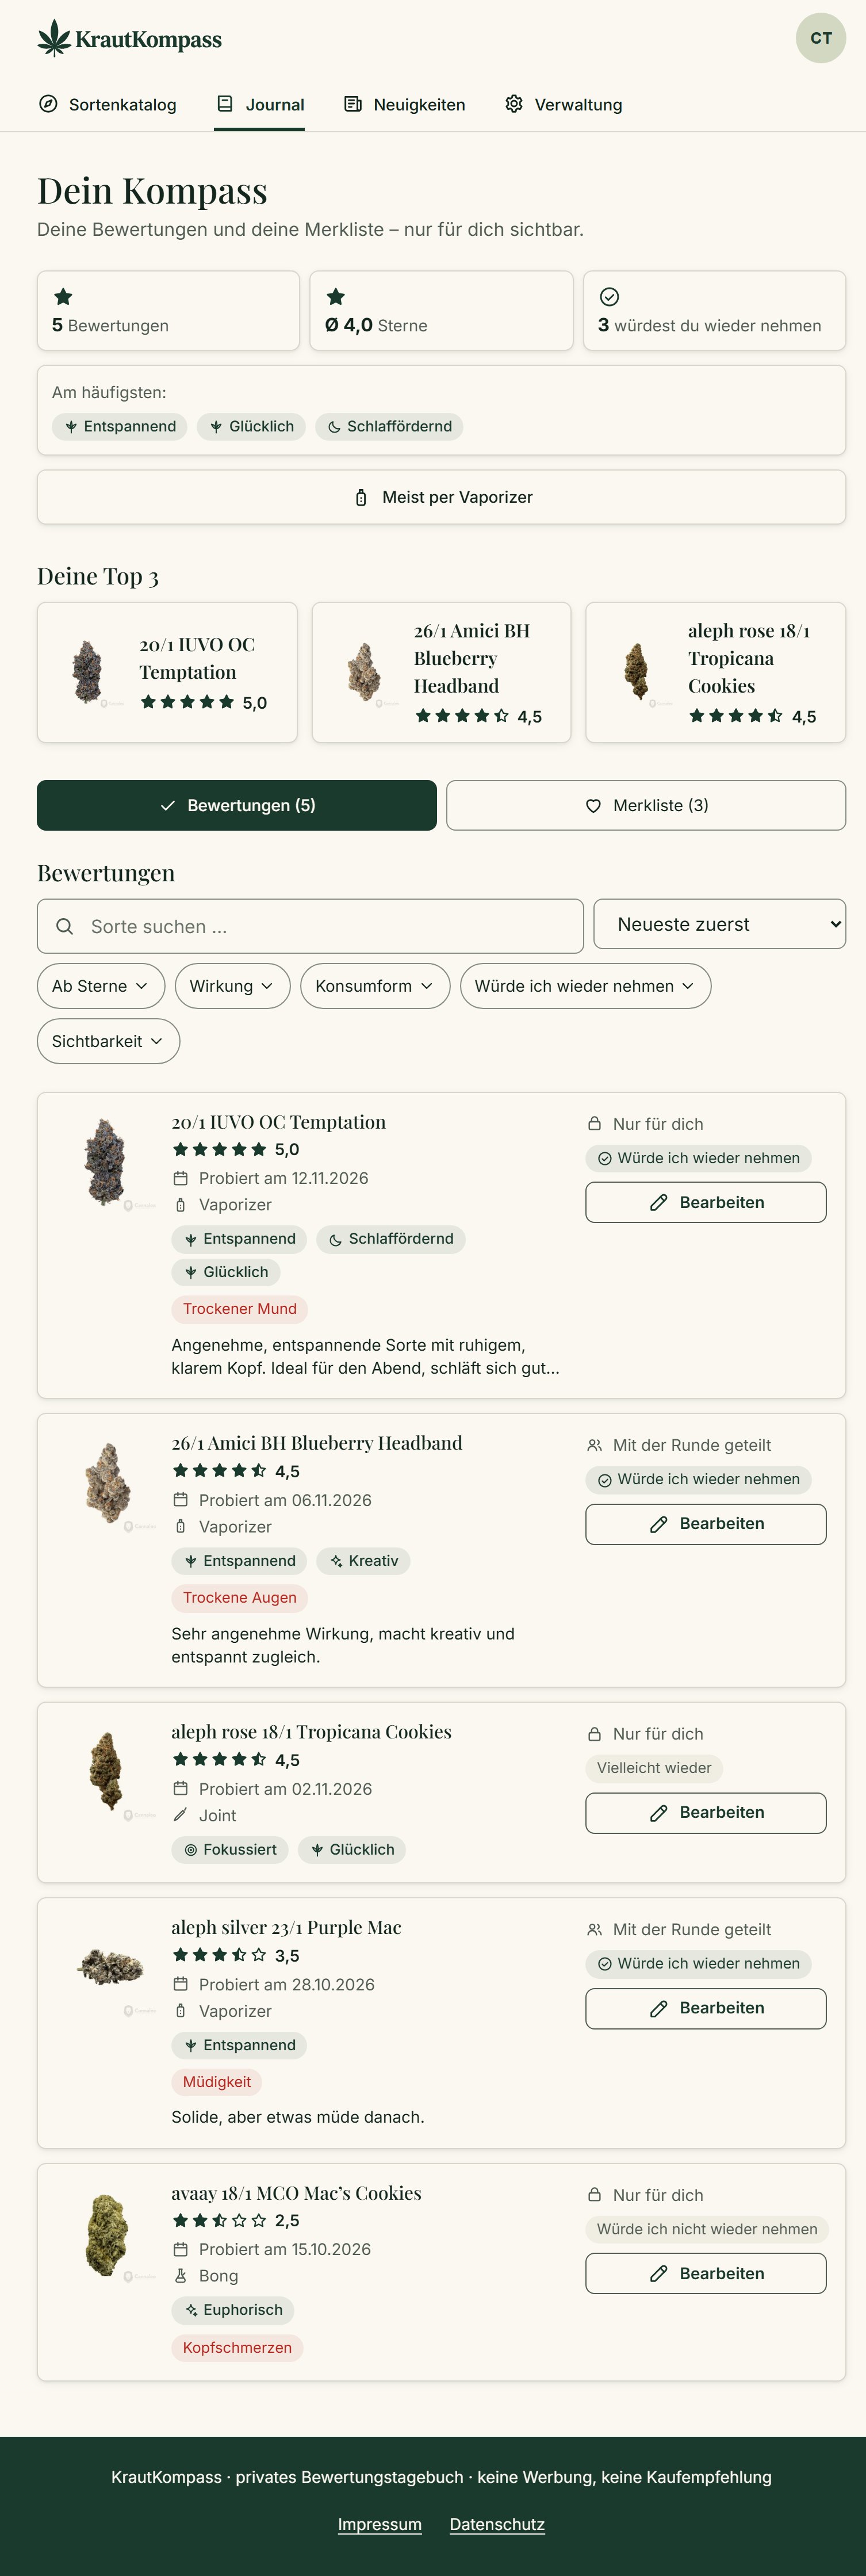 KrautKompass
CT
Sortenkatalog
Journal
Neuigkeiten
Verwaltung
Dein Kompass
Deine Bewertungen und deine Merkliste – nur für dich sichtbar.
5 Bewertungen
Ø 4,0 Sterne
3 würdest du wieder nehmen
Am häufigsten:
Entspannend
Glücklich
Schlaffördernd
Meist per Vaporizer
Deine Top 3
20/1 IUVO OC
Temptation
5,0
26/1 Amici BH
Blueberry
Headband
4,5
aleph rose 18/1
Tropicana
Cookies
4,5
Bewertungen (5)
Merkliste (3)
Bewertungen
Sorte suchen ...
Neueste zuerst
Ab Sterne
Wirkung
Konsumform
Würde ich wieder nehmen
Sichtbarkeit
20/1 IUVO OC Temptation
5,0
Probiert am 12.11.2026
Vaporizer
Entspannend
Schlaffördernd
Glücklich
Trockener Mund
Angenehme, entspannende Sorte mit ruhigem,
klarem Kopf. Ideal für den Abend, schläft sich gut...
Nur für dich
Würde ich wieder nehmen
Bearbeiten
26/1 Amici BH Blueberry Headband
4,5
Probiert am 06.11.2026
Vaporizer
Entspannend
Kreativ
Trockene Augen
Sehr angenehme Wirkung, macht kreativ und
entspannt zugleich.
Mit der Runde geteilt
Würde ich wieder nehmen
Bearbeiten
aleph rose 18/1 Tropicana Cookies
4,5
Probiert am 02.11.2026
Joint
Fokussiert
Glücklich
Nur für dich
Vielleicht wieder
Bearbeiten
aleph silver 23/1 Purple Mac
3,5
Probiert am 28.10.2026
Vaporizer
Entspannend
Müdigkeit
Solide, aber etwas müde danach.
Mit der Runde geteilt
Würde ich wieder nehmen
Bearbeiten
avaay 18/1 MCO Mac’s Cookies
2,5
Probiert am 15.10.2026
Bong
Euphorisch
Kopfschmerzen
Nur für dich
Würde ich nicht wieder nehmen
Bearbeiten
KrautKompass · privates Bewertungstagebuch · keine Werbung, keine Kaufempfehlung
Impressum
Datenschutz